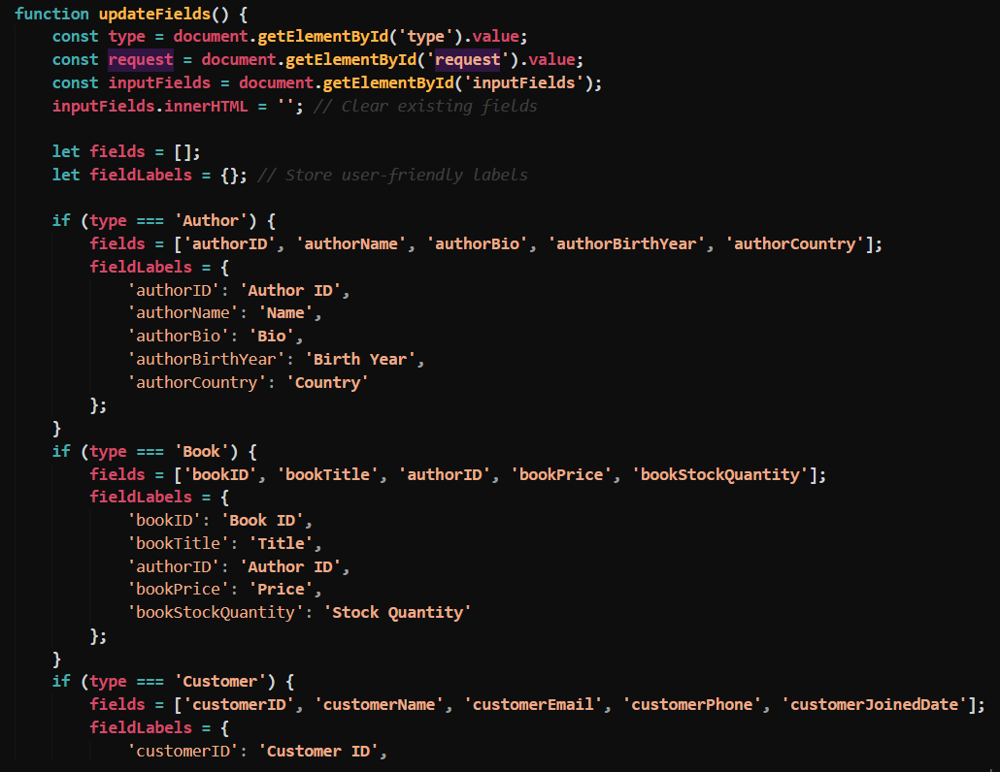 function updateFields() {
    const type = document.getElementById('type').value;
    const request = document.getElementById('request').value;
    const inputFields = document.getElementById('inputFields');
    inputFields.innerHTML = ''; // Clear existing fields

    let fields = [];
    let fieldLabels = {}; // Store user-friendly labels

    if (type === 'Author') {
        fields = ['authorID', 'authorName', 'authorBio', 'authorBirthYear', 'authorCountry'];
        fieldLabels = {
            'authorID': 'Author ID',
            'authorName': 'Name',
            'authorBio': 'Bio',
            'authorBirthYear': 'Birth Year',
            'authorCountry': 'Country'
        };
    }
    if (type === 'Book') {
        fields = ['bookID', 'bookTitle', 'authorID', 'bookPrice', 'bookStockQuantity'];
        fieldLabels = {
            'bookID': 'Book ID',
            'bookTitle': 'Title',
            'authorID': 'Author ID',
            'bookPrice': 'Price',
            'bookStockQuantity': 'Stock Quantity'
        };
    }
    if (type === 'Customer') {
        fields = ['customerID', 'customerName', 'customerEmail', 'customerPhone', 'customerJoinedDate'];
        fieldLabels = {
            'customerID': 'Customer ID',